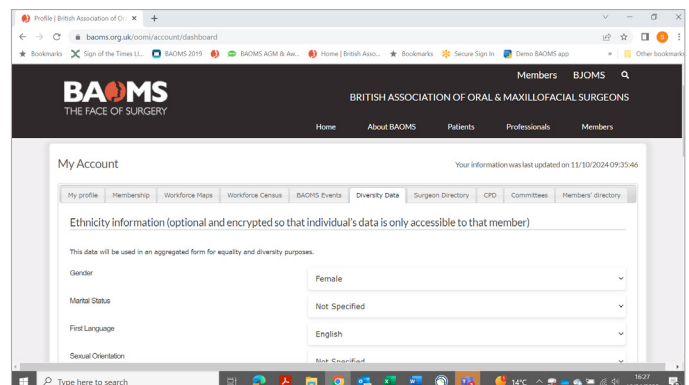 Profile | British Association of Or
baoms.org.uk/oomi/account/dashboard
Bookmarks
Sign of the Times Ll...
BAOMS 2019
BAOMS AGM & Aw...
Home | British Asso...
Bookmarks
Secure Sign In
Demo BAOMS app
»
Other bookmarks
Members BJOMS
BAOMS
THE FACE OF SURGERY
BRITISH ASSOCIATION OF ORAL & MAXILLOFACIAL SURGEONS
Home About BAOMS Patients Professionals Members
My Account
Your information was last updated on 11/10/2024 09:35:46
My profile Membership Workforce Maps Workforce Census BAOMS Events Diversity Data Surgeon Directory CPD Committees Members' directory
Ethnicity information (optional and encrypted so that individual's data is only accessible to that member)
This data will be used in an aggregated form for equality and diversity purposes.
Gender
Female
Marital Status
Not Specified
First Language
English
Sexual Orientation
Not Specified
Type here to search
14°C
16:27